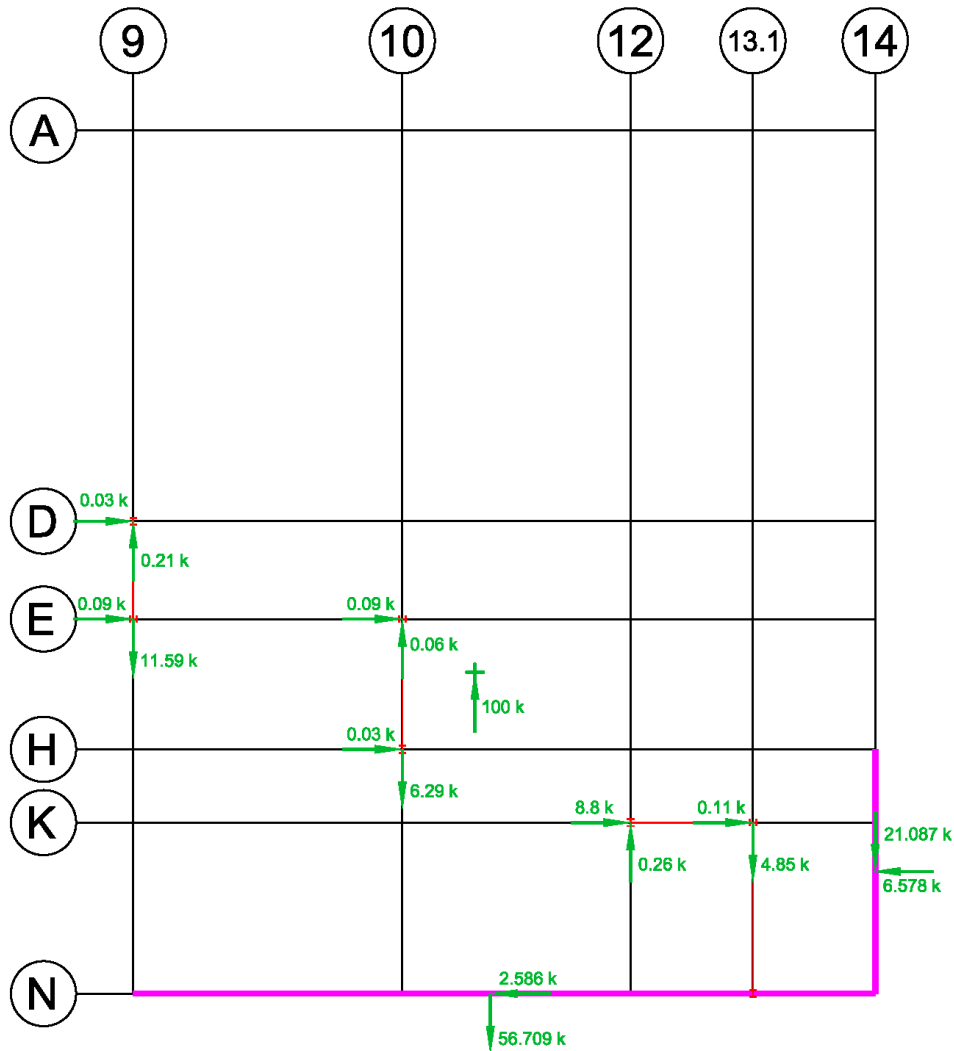 9
10
12
13.1
14
A
D
0.03 k
0.21 k
E
0.09 k
0.09 k
11.59 k
0.06 k
100 k
H
0.03 k
6.29 k
K
8.8 k
0.11 k
21.087 k
0.26 k
4.85 k
6.578 k
N
2.586 k
56.709 k